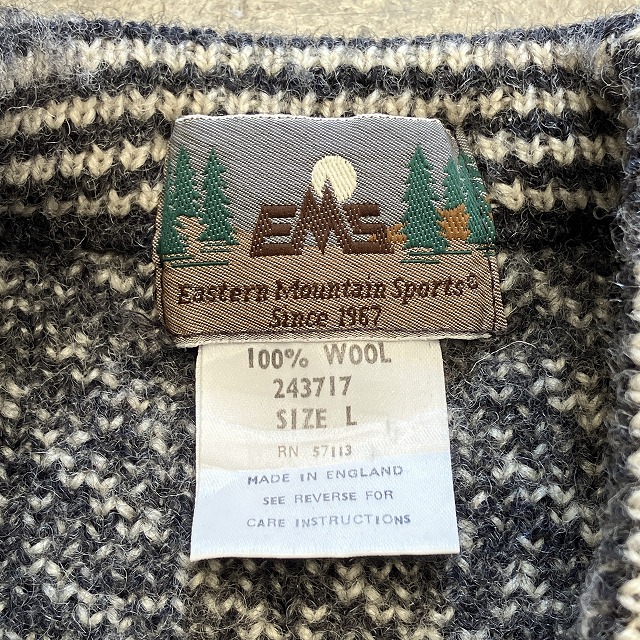 EMS
Eastern Mountain Sports©
Since 1967
100% WOOL
243717
SIZE L
RN 57113
MADE IN ENGLAND
SEE REVERSE FOR
CARE INSTRUCTIONS